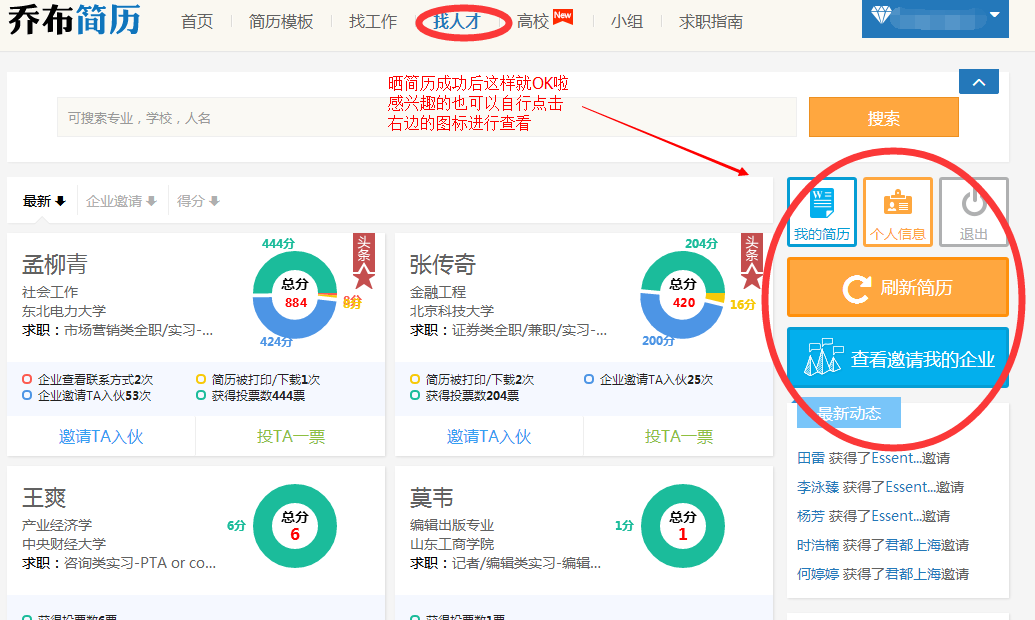 乔布简历
首页
简历模板
找工作
找人才
高校
New
小组
求职指南
晒简历成功后这样就OK啦
感兴趣的也可以自行点击
右边的图标进行查看
可搜索专业，学校，人名
搜索
最新
企业邀请
得分
W
我的简历
个人信息
退出
刷新简历
查看邀请我的企业
最新动态
田雷 获得了Essent...邀请
李泳臻 获得了Essent...邀请
杨芳 获得了Essent...邀请
时浩楠 获得了君都上海邀请
何婷婷 获得了君都上海邀请
孟柳青
社会工作
东北电力大学
求职：市场营销类全职/实习-...
444分
头条
总分
884
8分
424分
企业查看联系方式2次
简历被打印/下载1次
企业邀请TA入伙53次
获得投票数444票
邀请TA入伙
投TA一票
张传奇
金融工程
北京科技大学
求职：证券类全职/兼职/实习-...
204分
头条
总分
420
16分
200分
简历被打印/下载2次
企业邀请TA入伙25次
获得投票数204票
邀请TA入伙
投TA一票
王爽
产业经济学
中央财经大学
求职：咨询类实习-PTA or co...
6分
总分
6
获得投票数6票
莫韦
编辑出版专业
山东工商学院
求职：记者/编辑类实习-编辑...
1分
总分
1
获得投票数1票